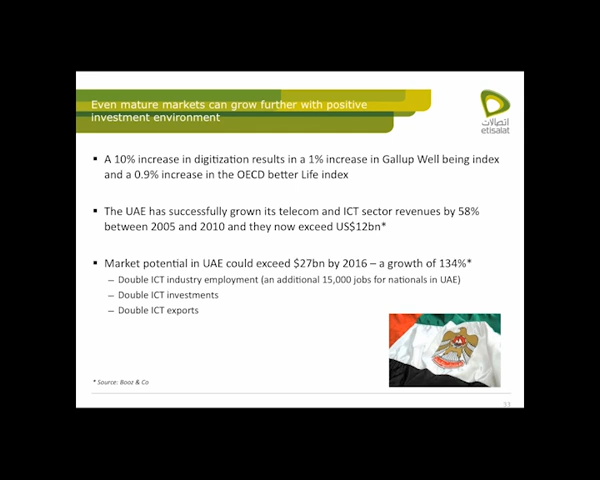 Even mature markets can grow further with positive
investment environment
اتصالات
etisalat
▪ A 10% increase in digitization results in a 1% increase in Gallup Well being index
and a 0.9% increase in the OECD better Life index
▪ The UAE has successfully grown its telecom and ICT sector revenues by 58%
between 2005 and 2010 and they now exceed US$12bn*
▪ Market potential in UAE could exceed $27bn by 2016 – a growth of 134%*
– Double ICT industry employment (an additional 15,000 jobs for nationals in UAE)
– Double ICT investments
– Double ICT exports
* Source: Booz & Co
33